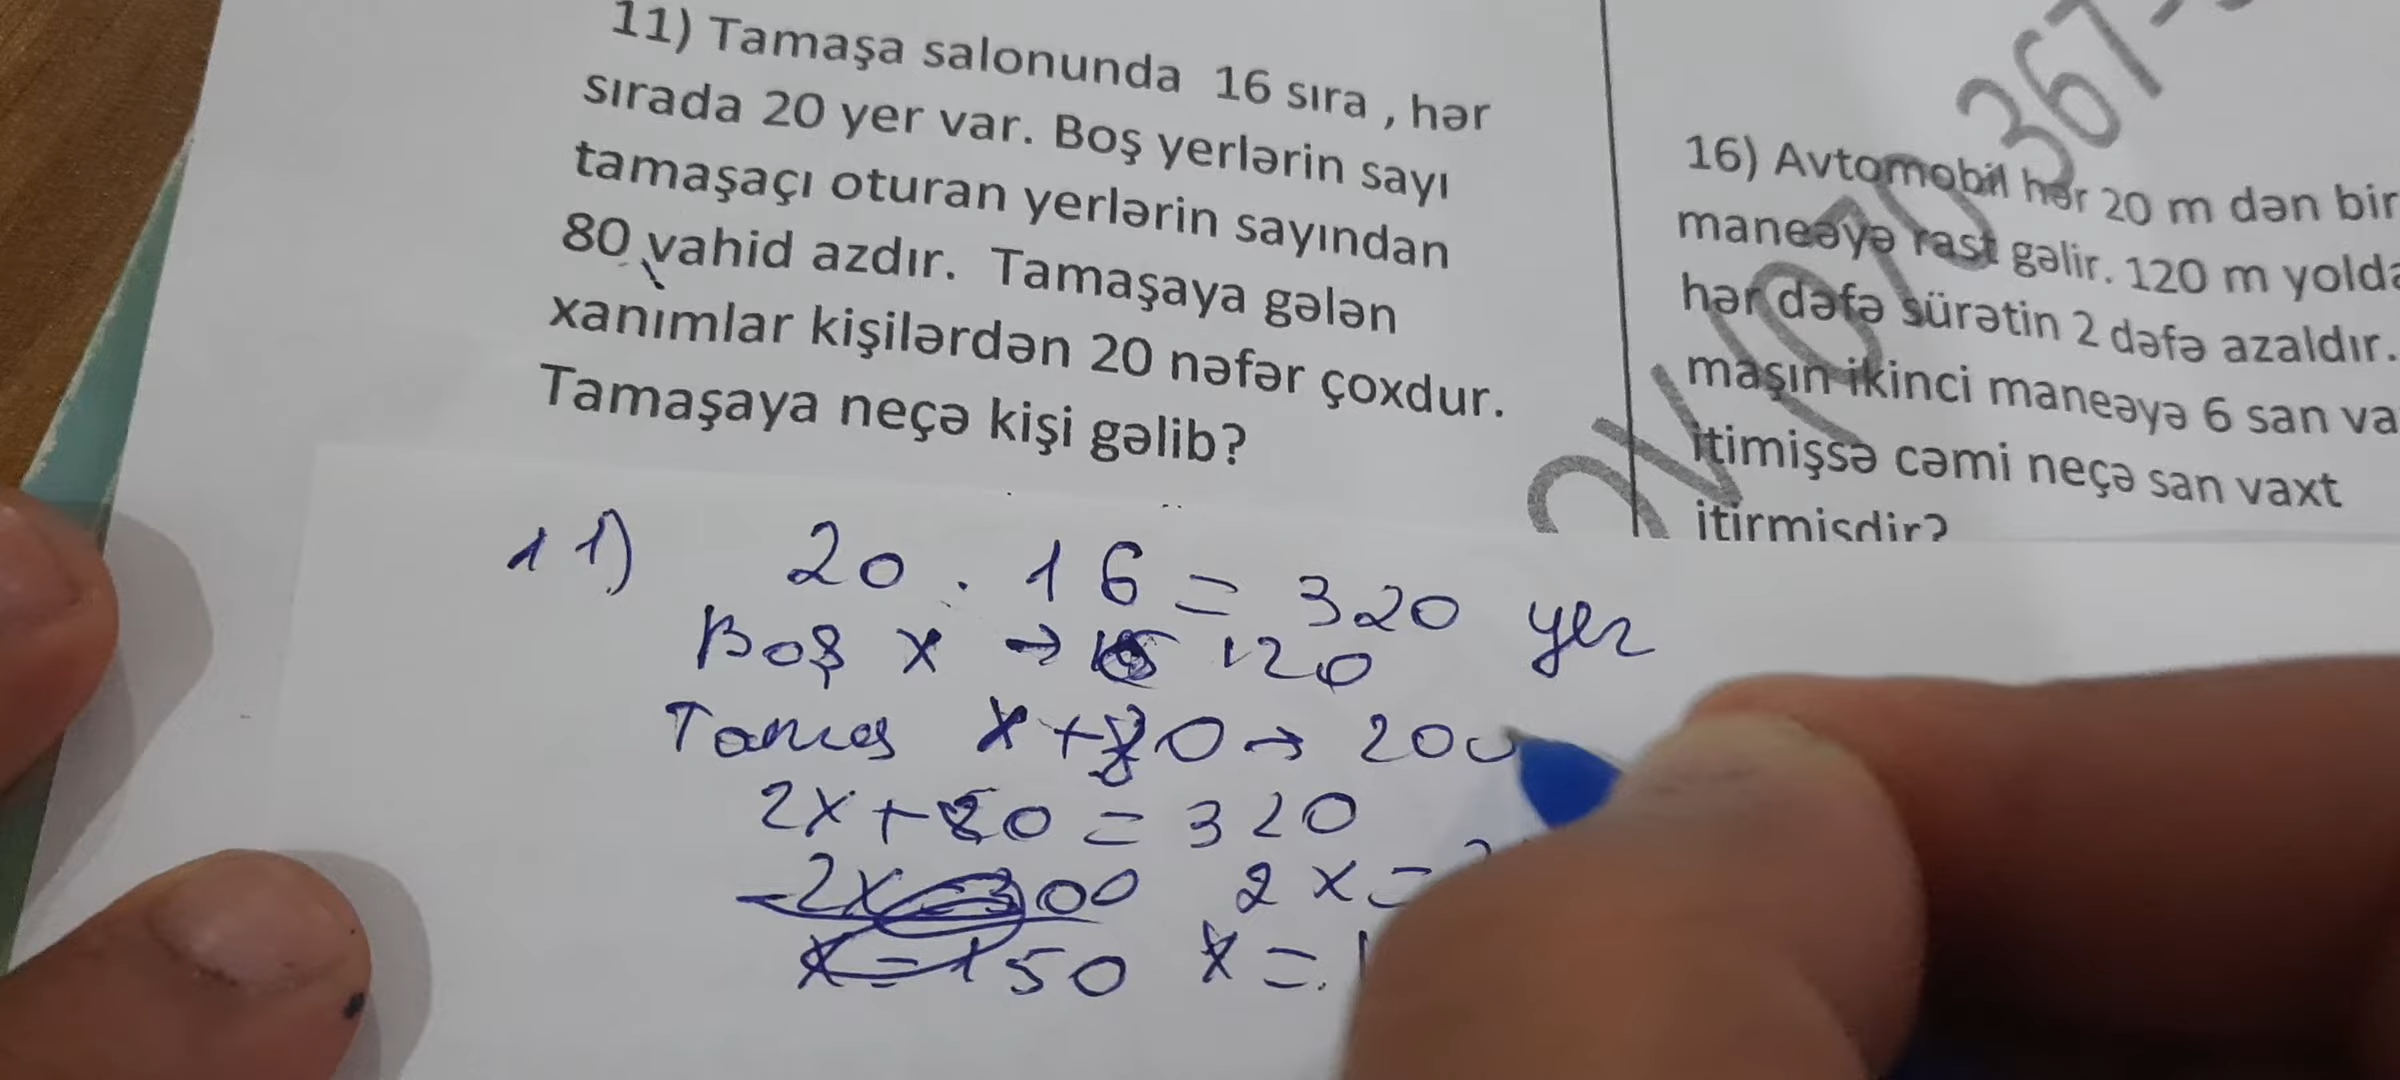 11) Tamaşa salonunda 16 sıra , hər
sırada 20 yer var. Boş yerlərin sayı
tamaşaçı oturan yerlərin sayından
80 vahid azdır. Tamaşaya gələn
xanımlar kişilərdən 20 nəfər çoxdur.
Tamaşaya neçə kişi gəlib?
11) 20 . 16 = 320 yer
Boş x → 120
Tamaş x + 80 → 200
2x + 80 = 320
2x = 300 2x =
x = 150 x =
16) Avtomobil hər 20 m dən bir
maneəyə rast gəlir. 120 m yolda
hər dəfə sürətin 2 dəfə azaldır.
maşın ikinci maneəyə 6 san va
itimişsə cəmi neçə san vaxt
itirmişdir?
367